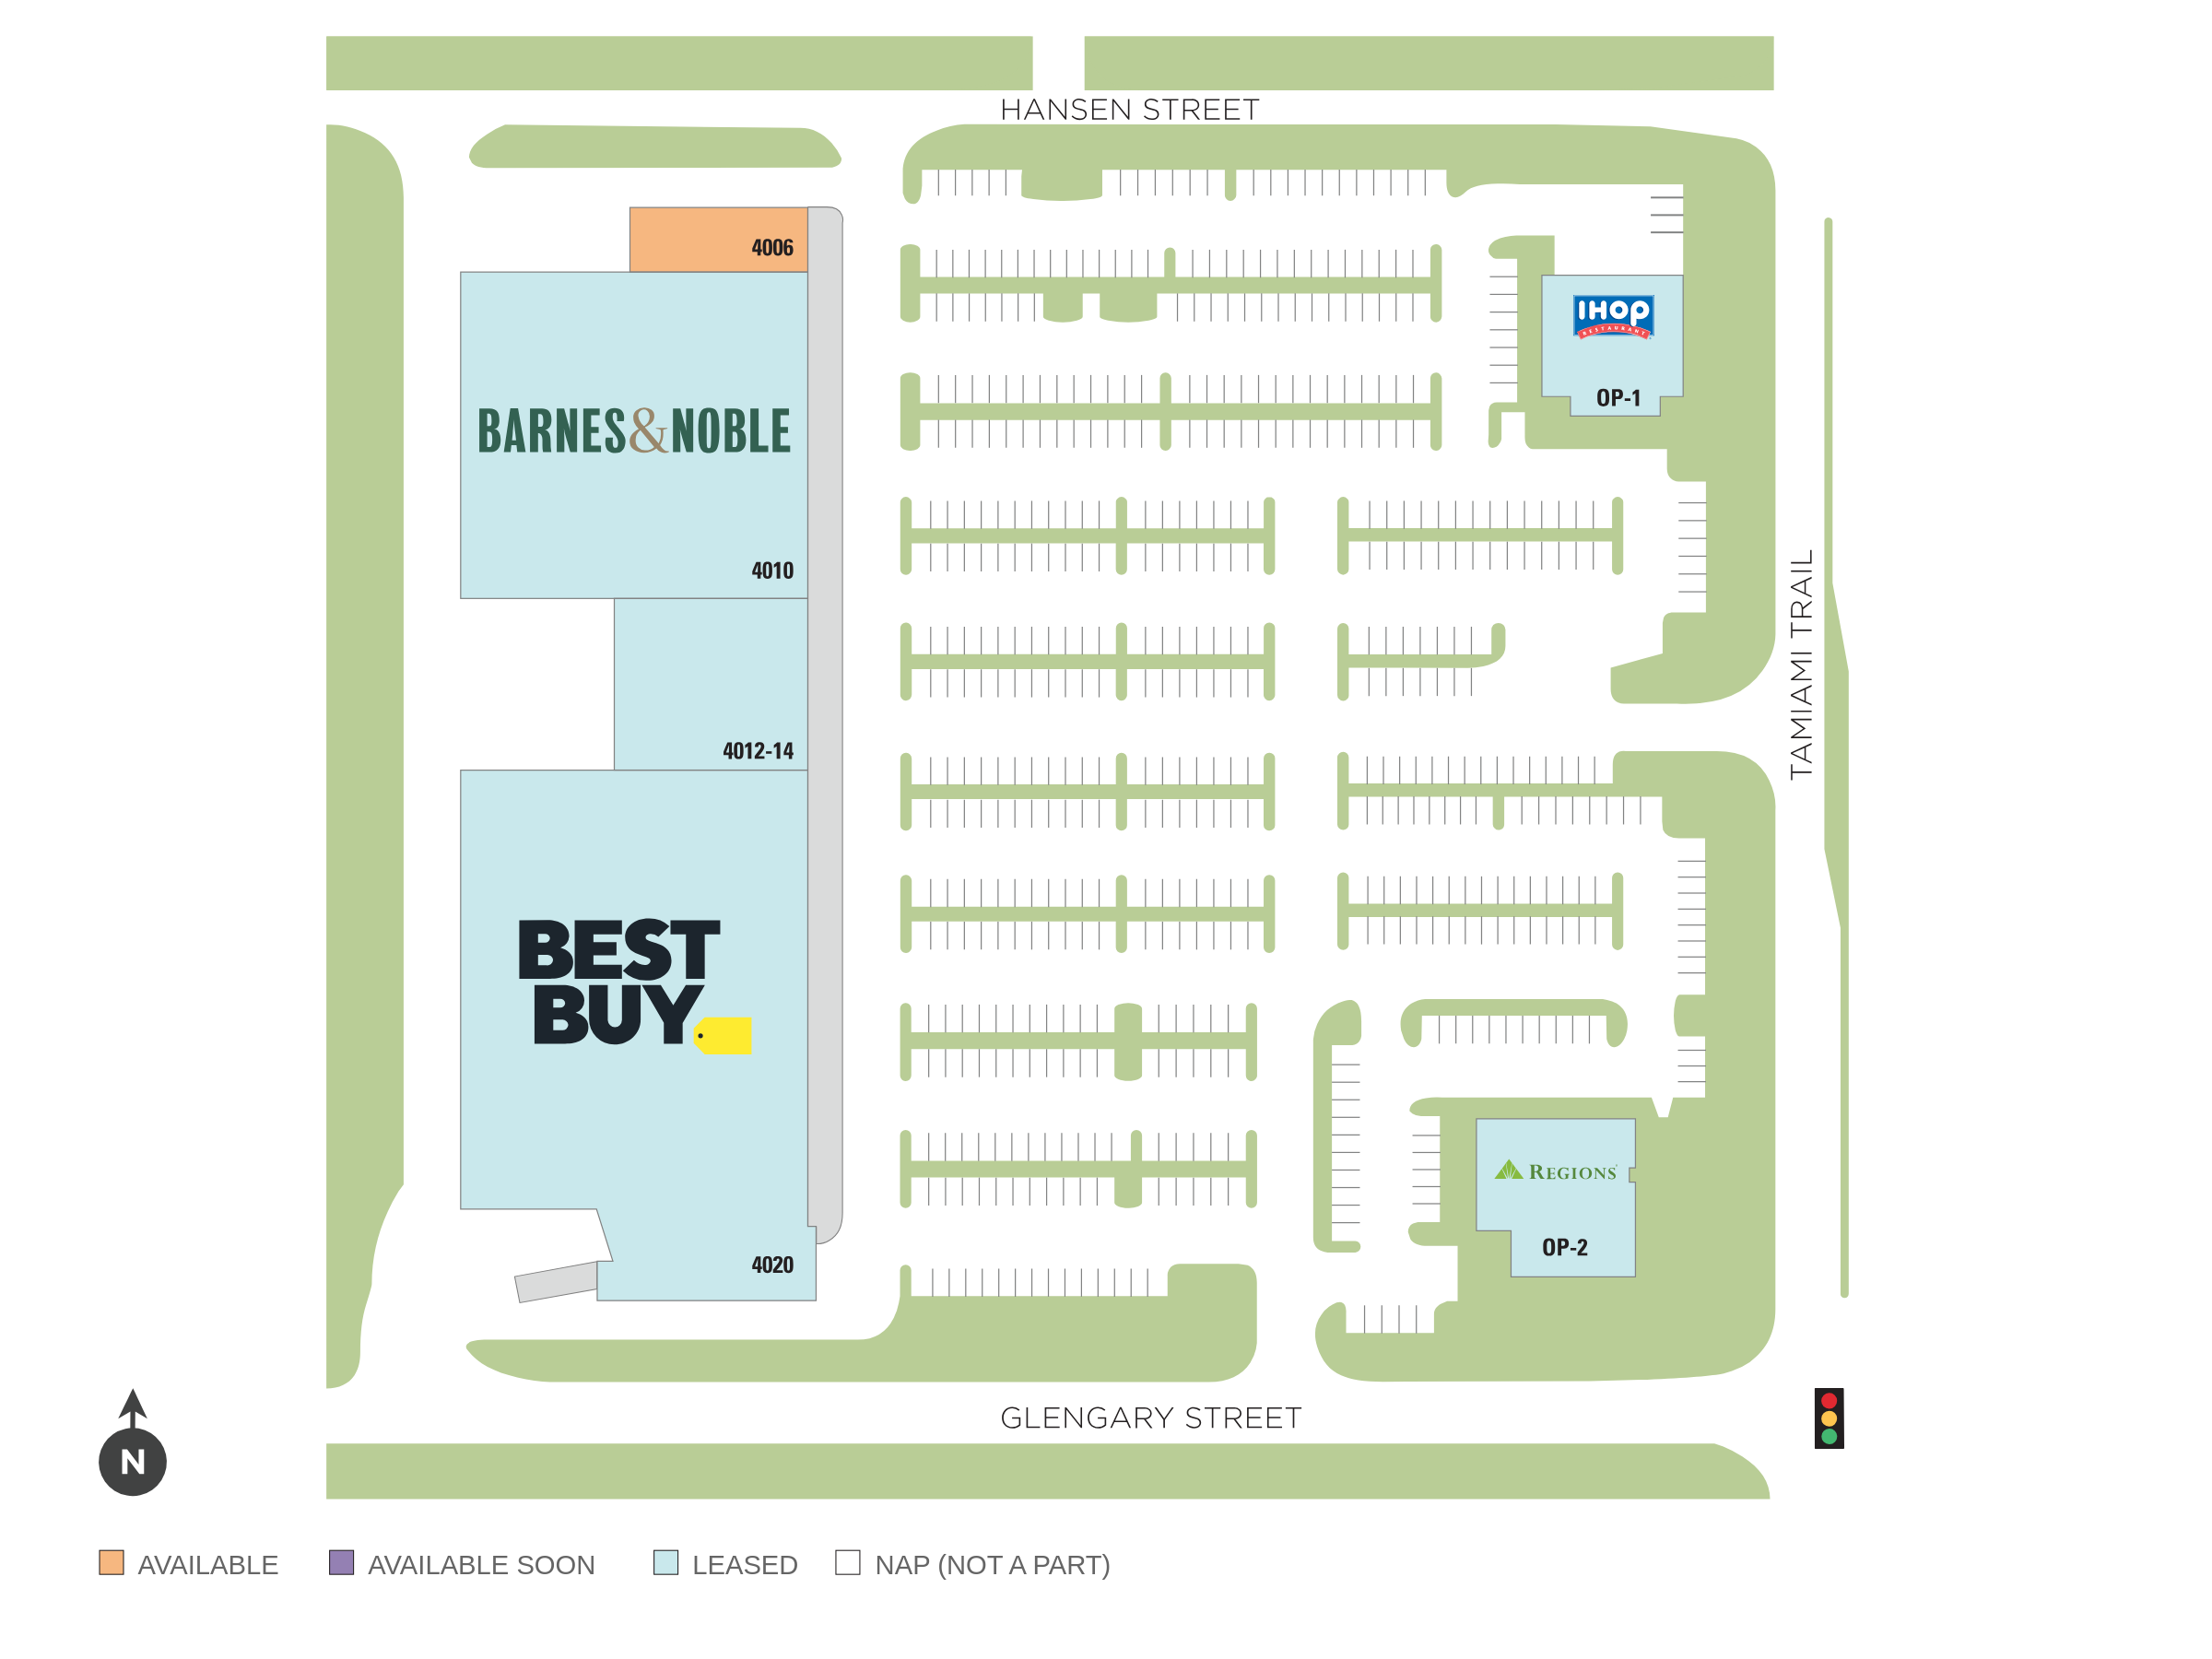 HANSEN STREET
4006
IHOP
RESTAURANT
OP-1
BARNES&NOBLE
4010
TAMIAMI TRAIL
4012-14
BEST
BUY
REGIONS
OP-2
4020
GLENGARY STREET
N
AVAILABLE
AVAILABLE SOON
LEASED
NAP (NOT A PART)